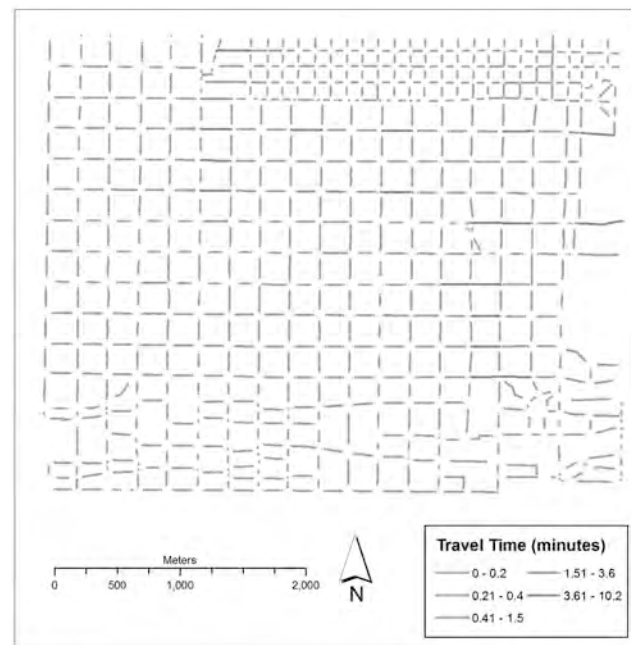 Meters
0 500 1,000 2,000
N
Travel Time (minutes)
0 - 0.2 1.51 - 3.6
0.21 - 0.4 3.61 - 10.2
0.41 - 1.5